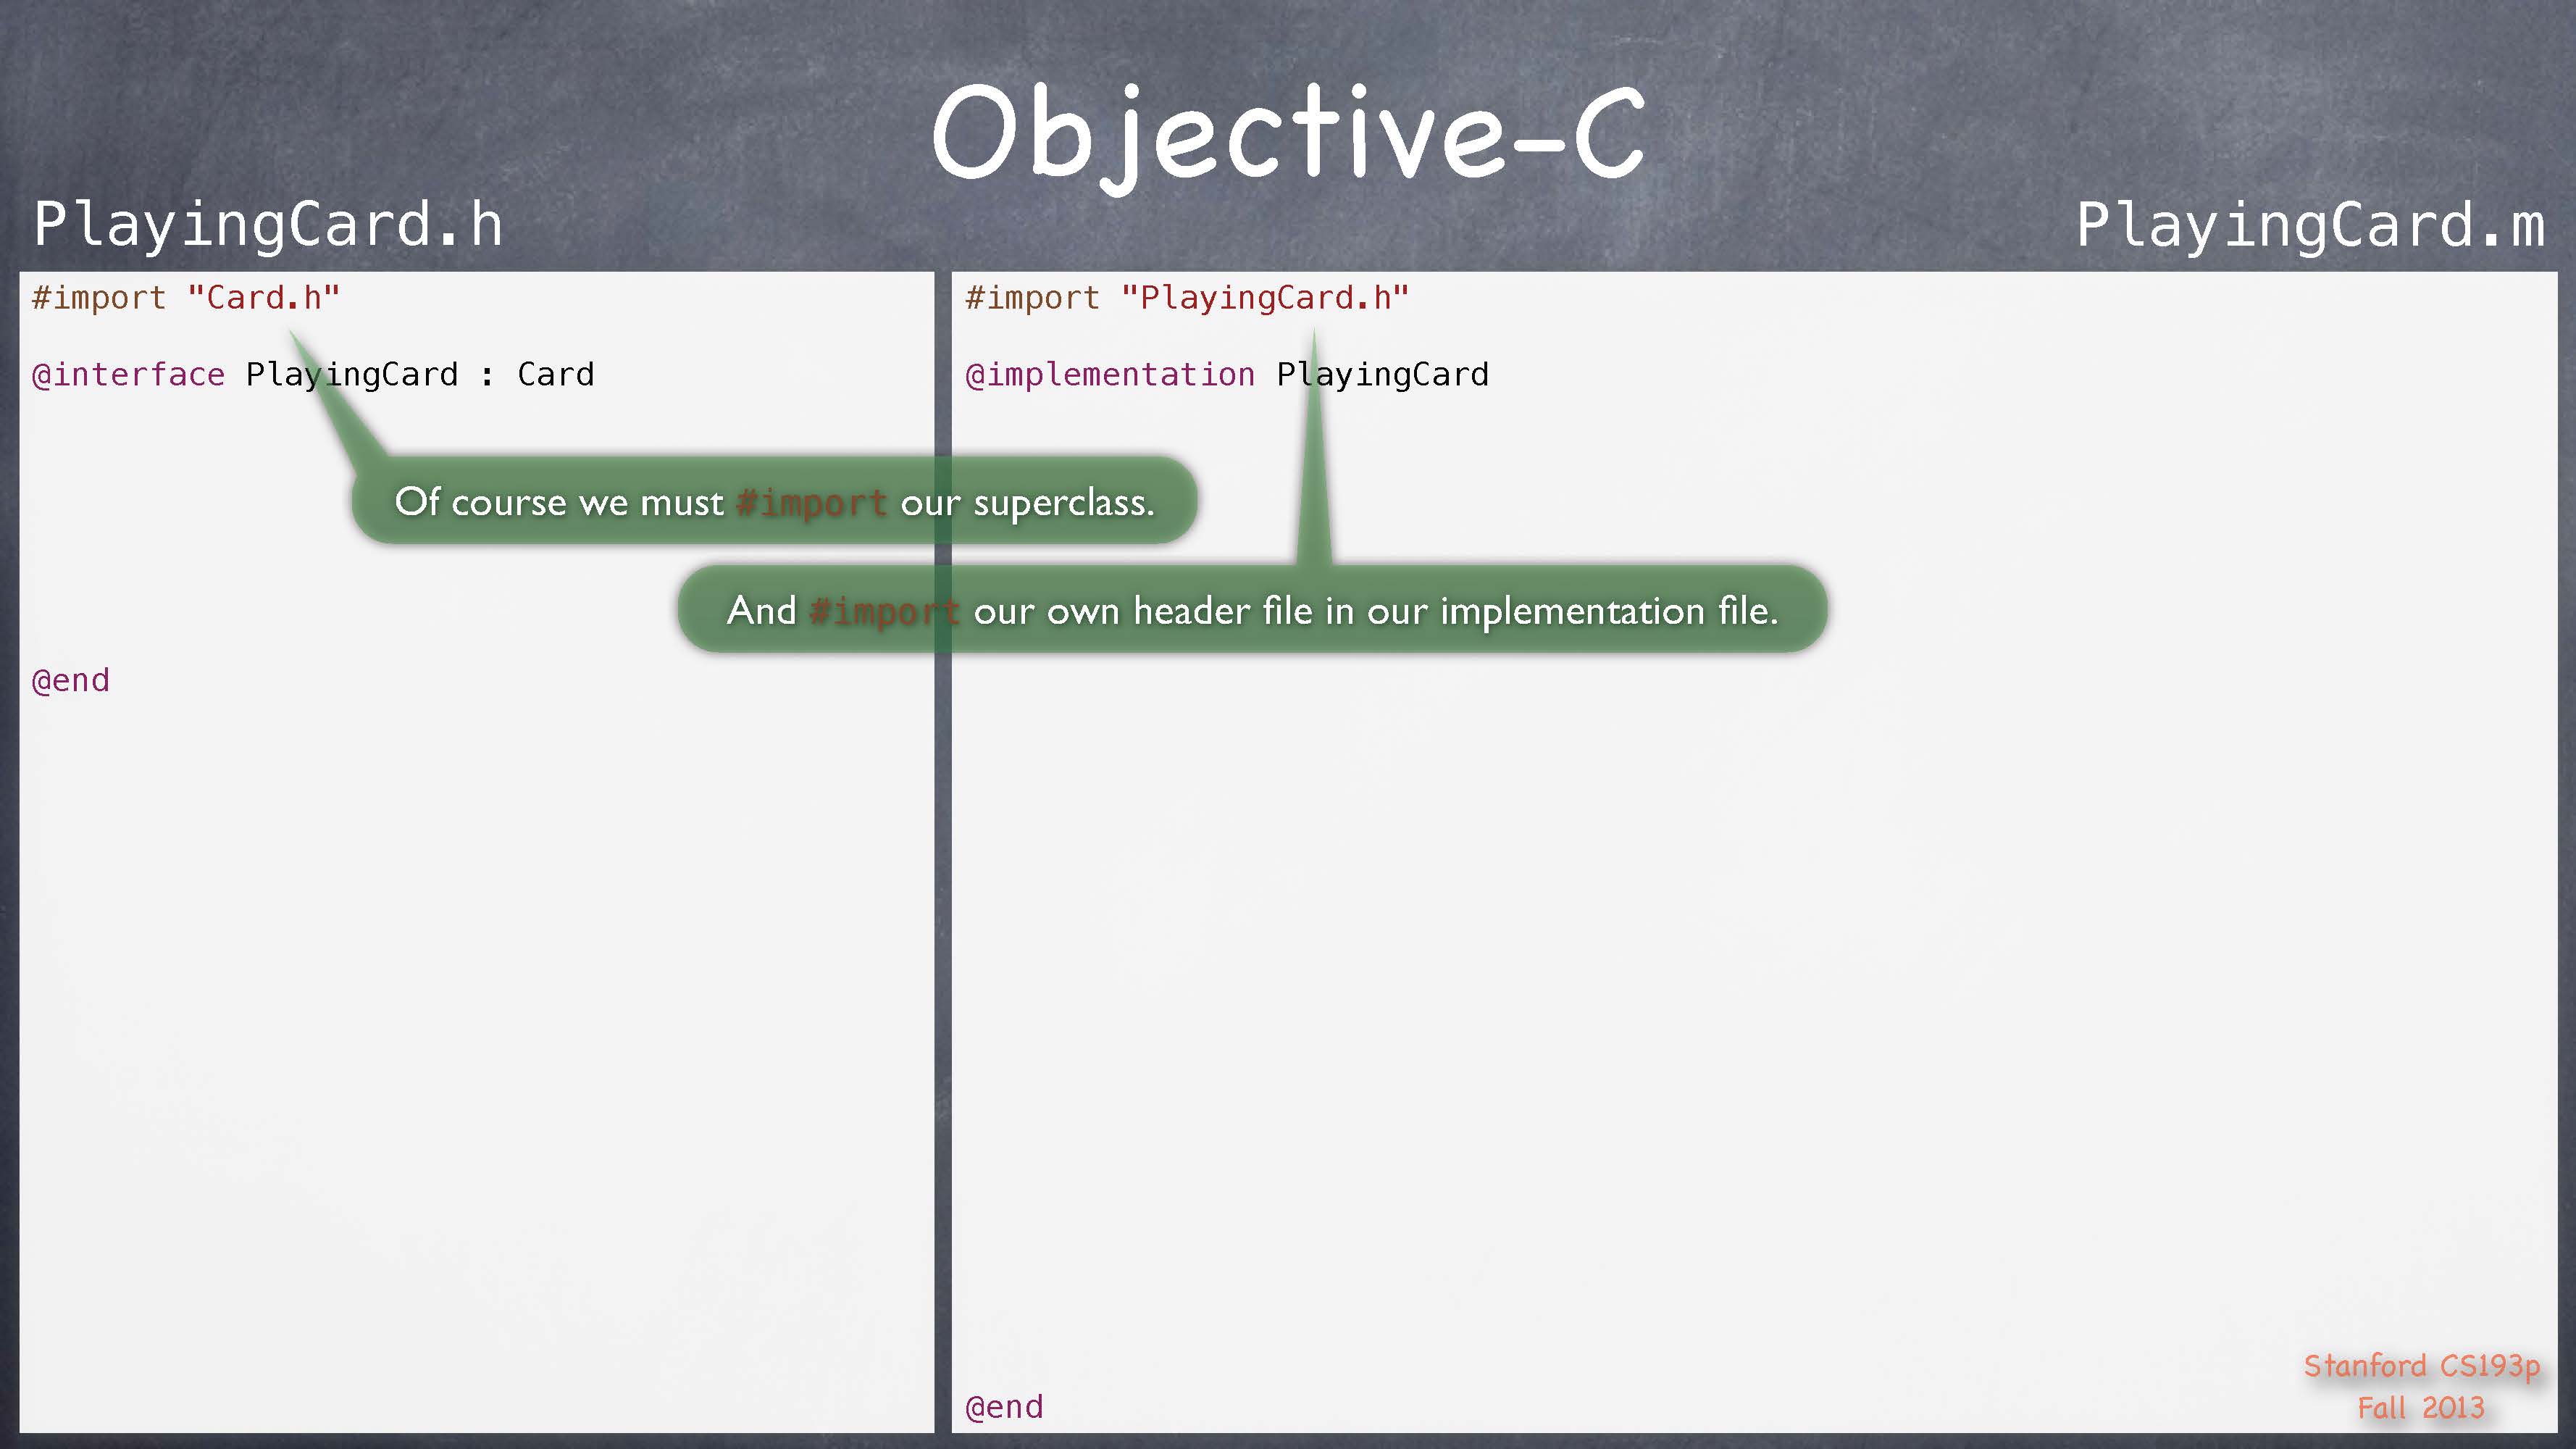 Objective-C
PlayingCard.h
PlayingCard.m
#import "Card.h"
@interface PlayingCard : Card
@end
#import "PlayingCard.h"
@implementation PlayingCard
@end
Of course we must #import our superclass.
And #import our own header file in our implementation file.
Stanford CS193p
Fall 2013